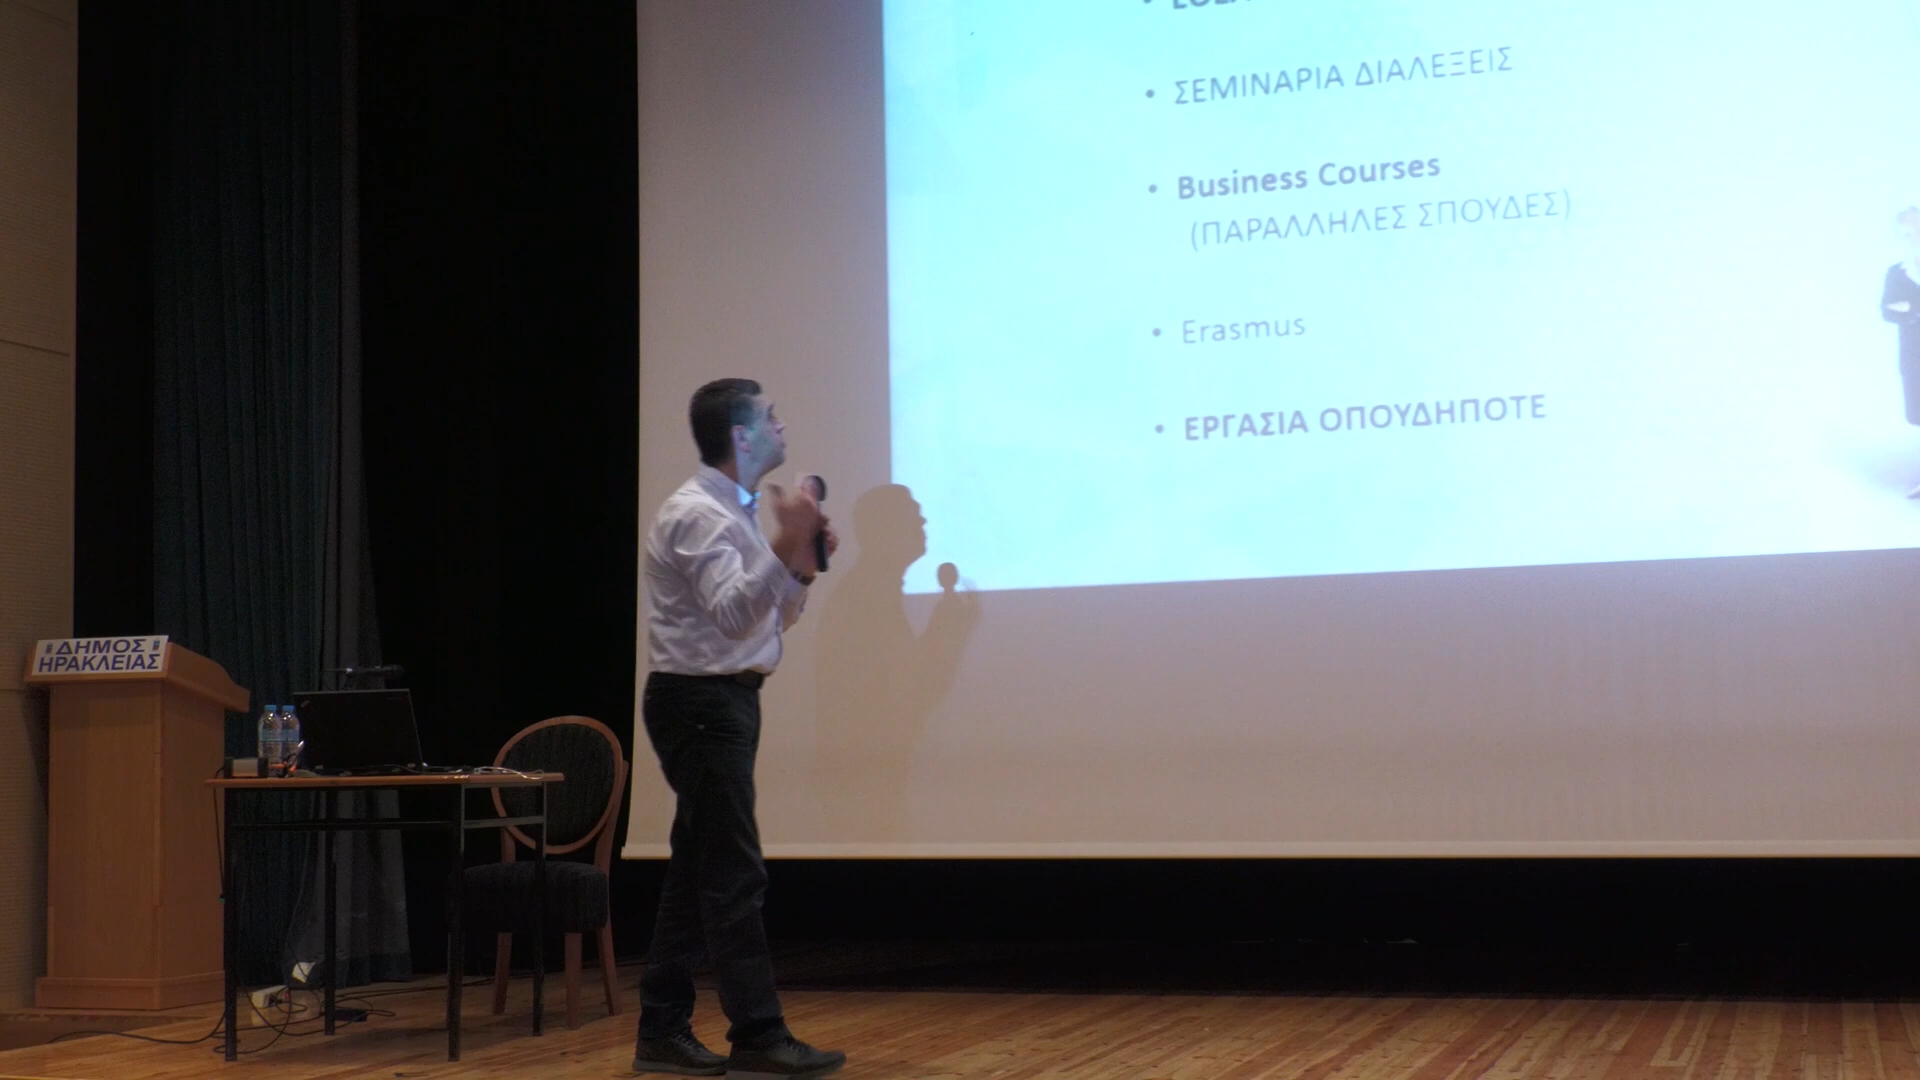 ΣΕΜΙΝΑΡΙΑ ΔΙΑΛΕΞΕΙΣ
Business Courses
(ΠΑΡΑΛΛΗΛΕΣ ΣΠΟΥΔΕΣ)
Erasmus
ΕΡΓΑΣΙΑ ΟΠΟΥΔΗΠΟΤΕ
ΔΗΜΟΣ
ΗΡΑΚΛΕΙΑΣ